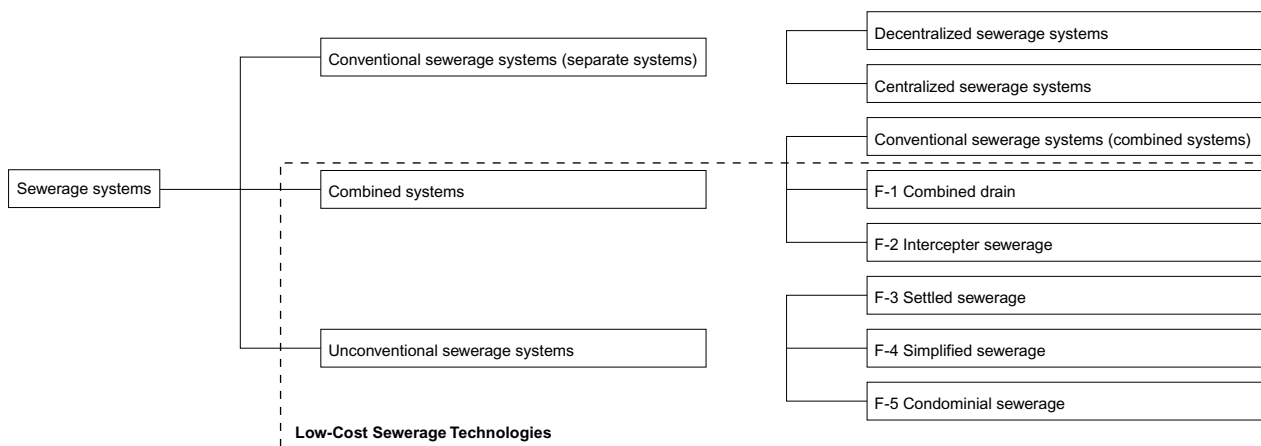 Sewerage systems
Conventional sewerage systems (separate systems)
Combined systems
Unconventional sewerage systems
Decentralized sewerage systems
Centralized sewerage systems
Conventional sewerage systems (combined systems)
F-1 Combined drain
F-2 Intercepter sewerage
F-3 Settled sewerage
F-4 Simplified sewerage
F-5 Condominial sewerage
Low-Cost Sewerage Technologies